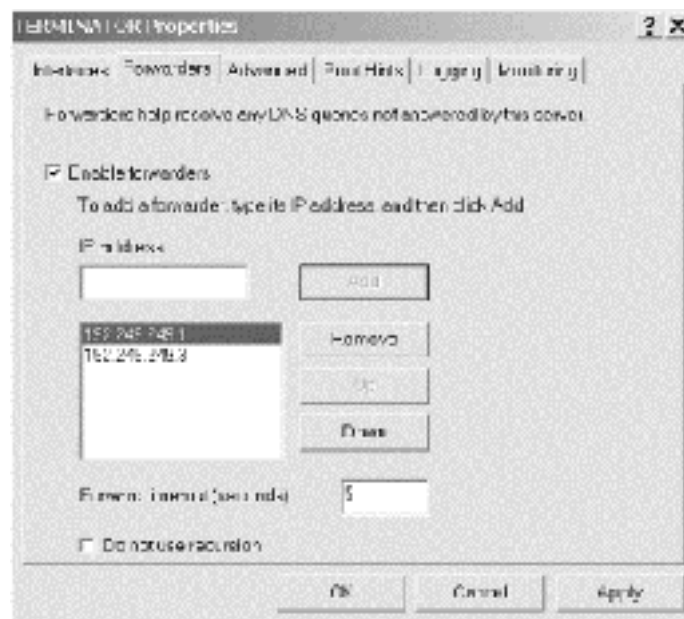 TERMINATOR Properties
? X
Interfaces Forwarders Advanced Root Hints Logging Monitoring
Forwarders help resolve any DNS queries not answered by this server.
Enable forwarders
To add a forwarder, type its IP address, and then click Add.
IP address:
Add
Remove
Up
Down
Forward time-out (seconds):
5
Do not use recursion
OK Cancel Apply